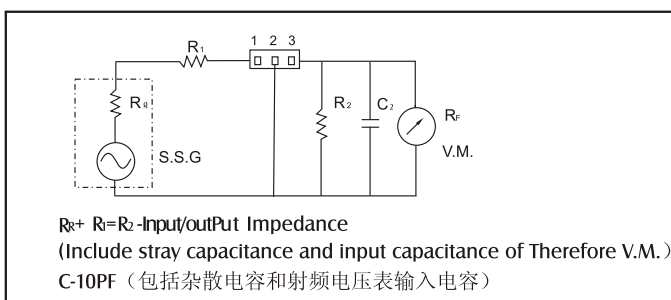 1 2 3
R1
Rg
R2
C2
RF
S.S.G
V.M.
RR+ R1=R2-Input/outPut Impedance
(Include stray capacitance and input capacitance of Therefore V.M.)
C-10PF（包括杂散电容和射频电压表输入电容）